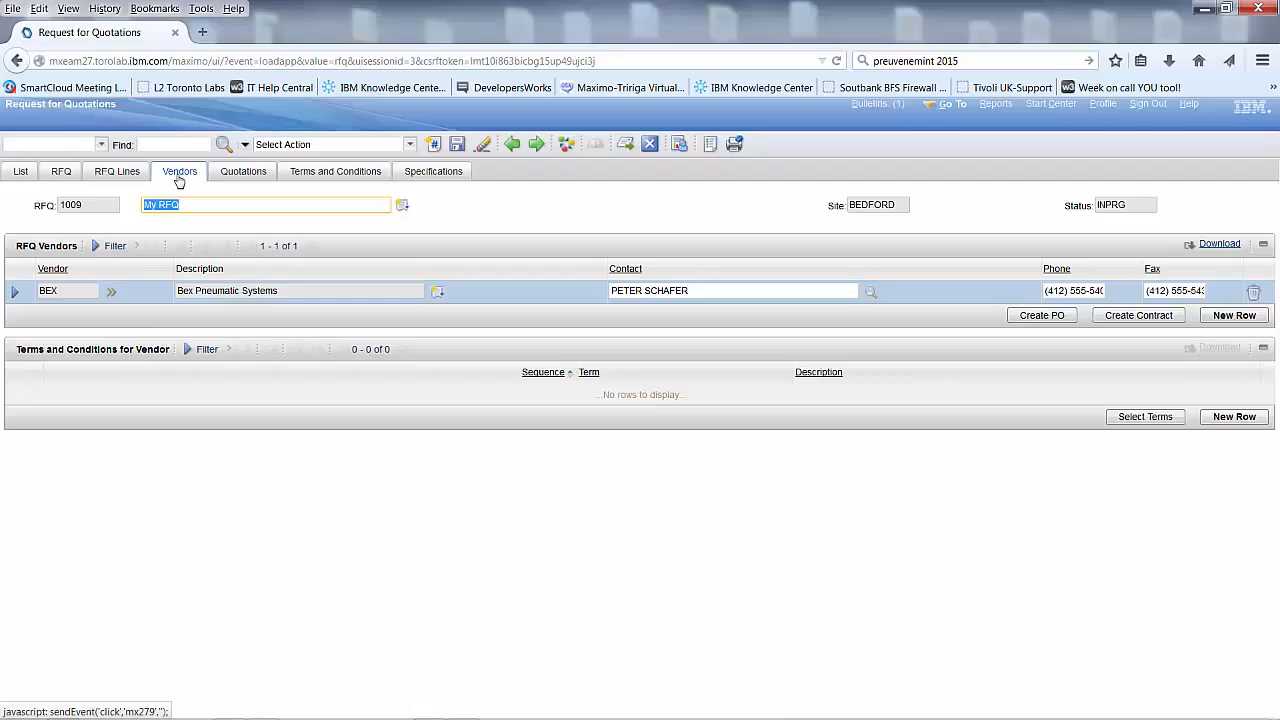 File Edit View History Bookmarks Tools Help
Request for Quotations
mxeam27.torolab.ibm.com/maximo/ui/?event=loadapp&value=rfq&uisessionid=3&csrftoken=lmt10i863bicbg15up49ujci3j
preuvenemint 2015
SmartCloud Meeting L... L2 Toronto Labs w3 IT Help Central IBM Knowledge Cente... DevelopersWorks Maximo-Tririga Virtual... IBM Knowledge Center Soutbank BFS Firewall ... Tivoli UK-Support w3 Week on call YOU tool!
Request for Quotations Bulletins: (1) Go To Reports Start Center Profile Sign Out Help IBM.
Find: Select Action
List RFQ RFQ Lines Vendors Quotations Terms and Conditions Specifications
RFQ: 1009 My RFQ Site: BEDFORD Status: INPRG
RFQ Vendors Filter 1 - 1 of 1 Download
Vendor Description Contact Phone Fax
BEX Bex Pneumatic Systems PETER SCHAFER (412) 555-540 (412) 555-543
Create PO Create Contract New Row
Terms and Conditions for Vendor Filter 0 - 0 of 0 Download
Sequence Term Description
...No rows to display...
Select Terms New Row
javascript: sendEvent('click','mx279','');